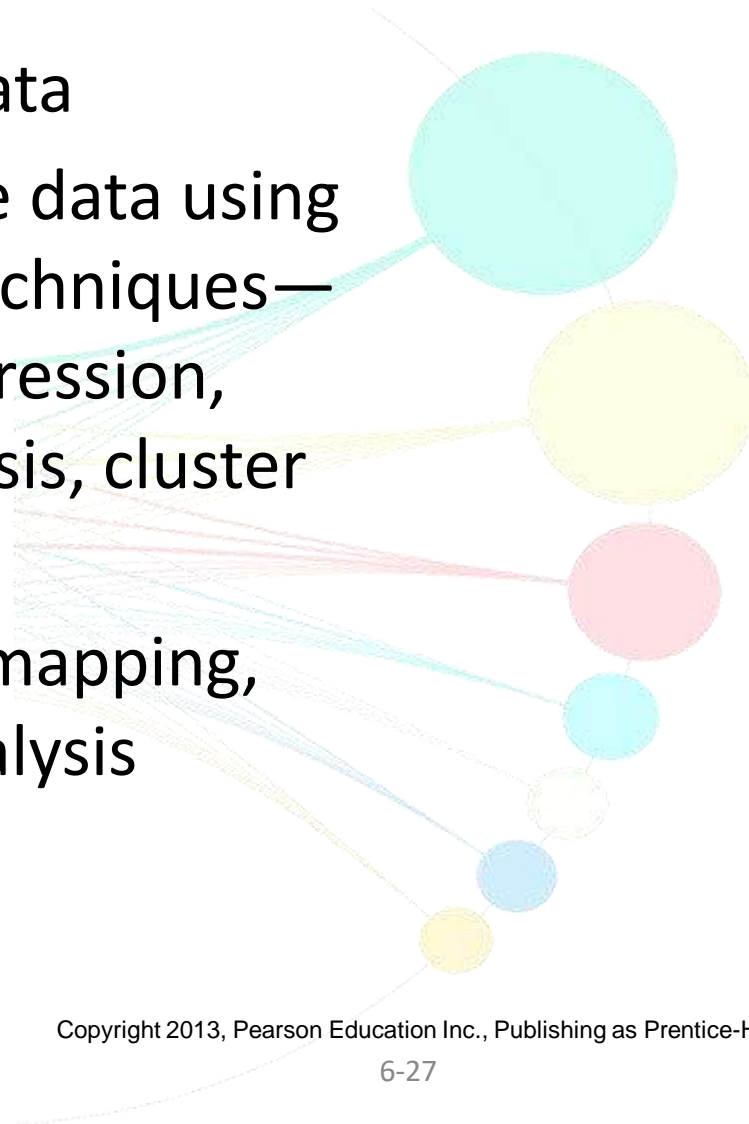 ata
e data using
chniques—
ression,
sis, cluster
mapping,
alysis
Copyright 2013, Pearson Education Inc., Publishing as Prentice-H
6-27